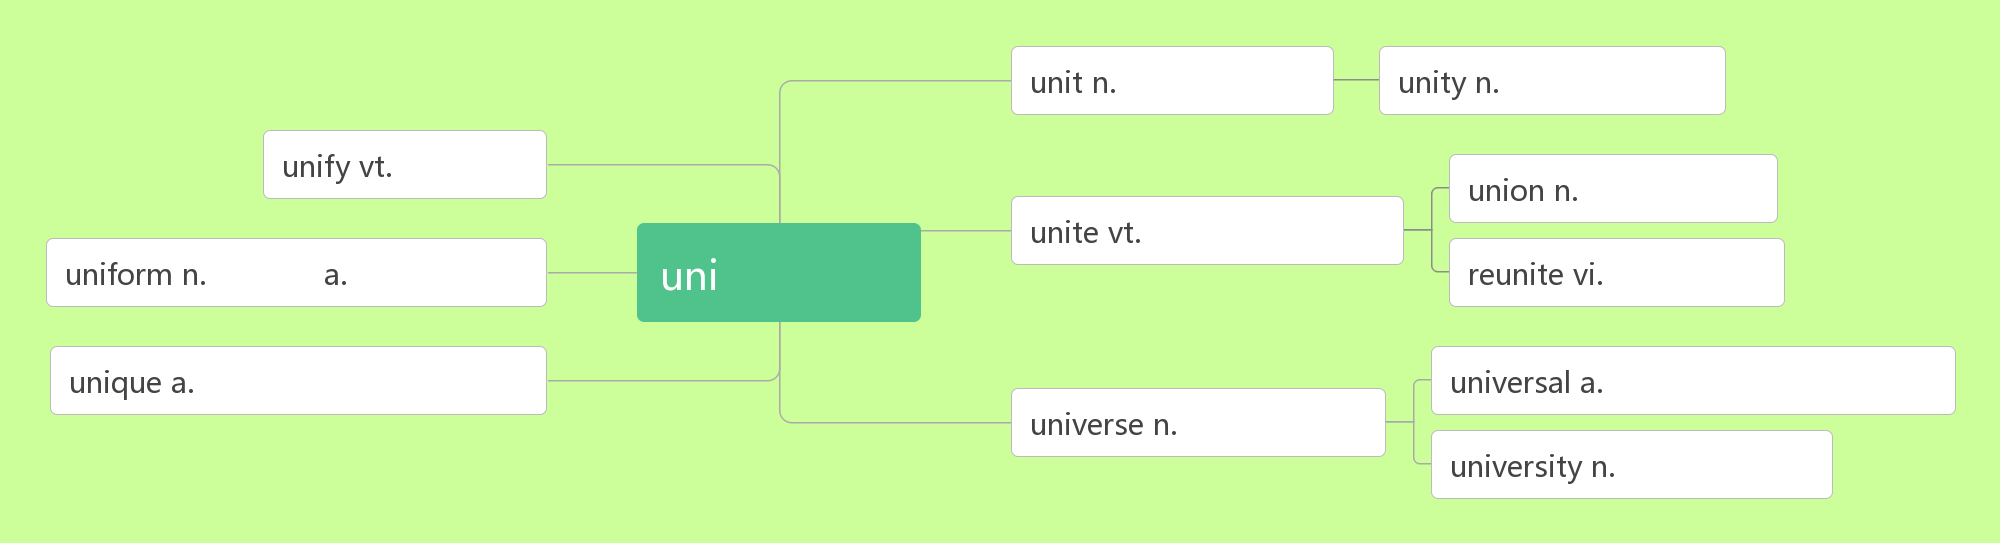 unit n.
unity n.
unify vt.
union n.
unite vt.
uniform n. a.
uni
reunite vi.
unique a.
universal a.
universe n.
university n.